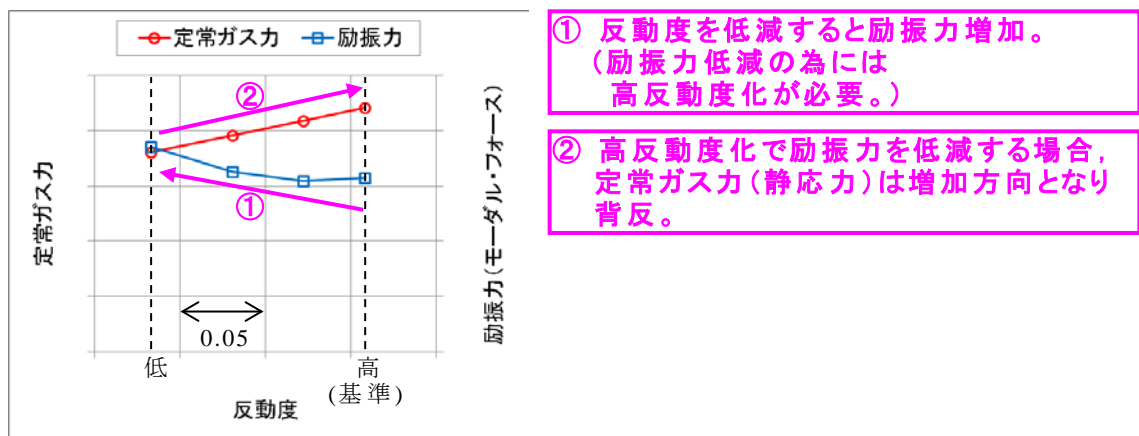 定常ガス力 励振力
定常ガス力
励振力(モーダル・フォース)
②
①
0.05
低
高
(基準)
反動度
① 反動度を低減すると励振力増加。
(励振力低減の為には
高反動度化が必要。)
② 高反動度化で励振力を低減する場合,
定常ガス力(静応力)は増加方向となり
背反。